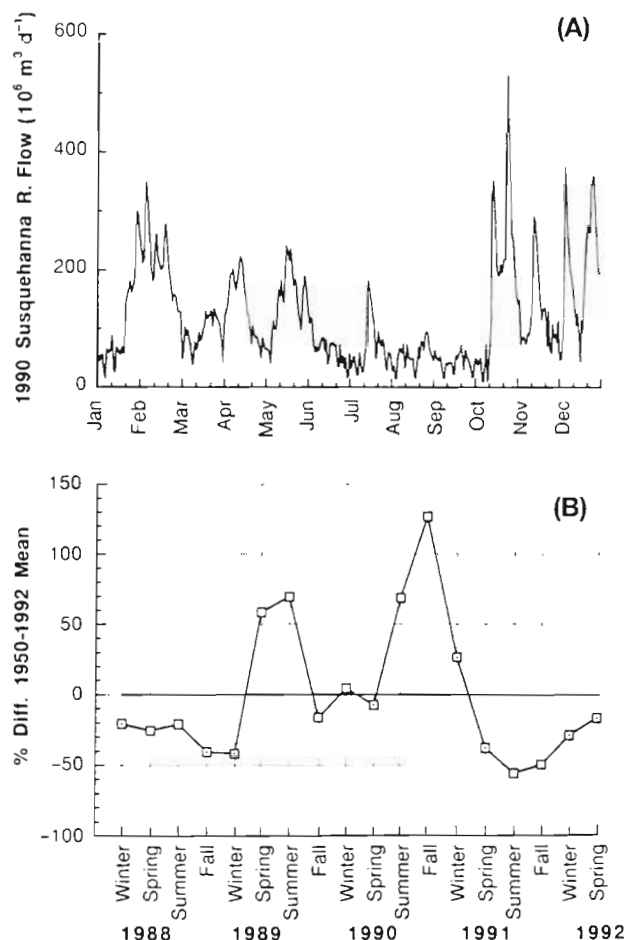 (A)
1990 Susquehanna R. Flow (10⁶ m³ d⁻¹)
600
400
200
0
Jan
Feb
Mar
Apr
May
Jun
Jul
Aug
Sep
Oct
Nov
Dec
(B)
% Diff. 1950-1992 Mean
150
100
50
0
-50
-100
Winter
Spring
Summer
Fall
Winter
Spring
Summer
Fall
Winter
Spring
Summer
Fall
Winter
Spring
Summer
Fall
Winter
Spring
1988
1989
1990
1991
1992